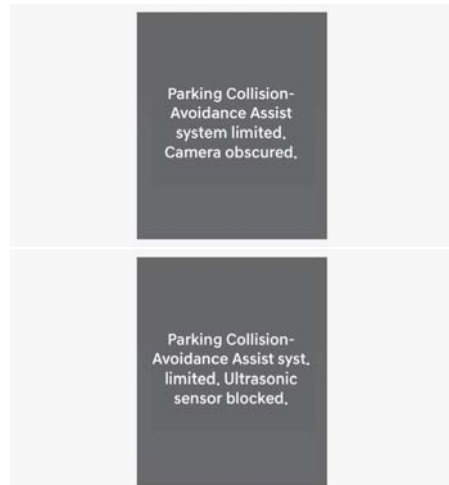 Parking Collision-
Avoidance Assist
system limited.
Camera obscured.
Parking Collision-
Avoidance Assist syst.
limited. Ultrasonic
sensor blocked.